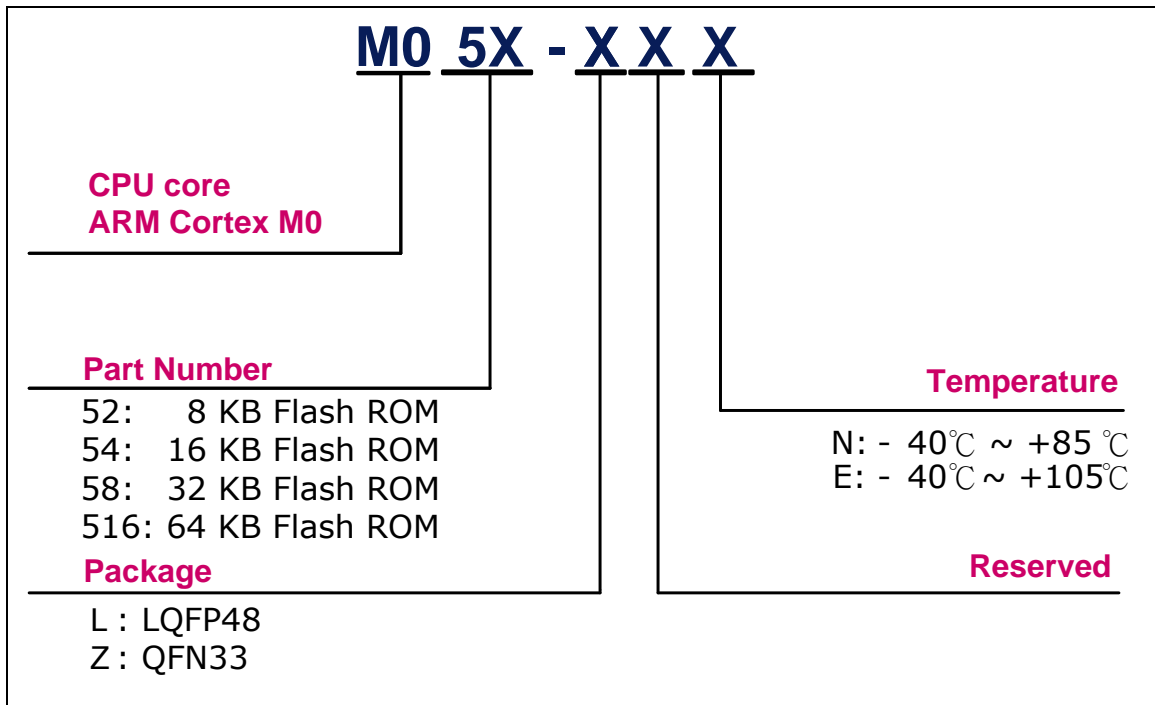 M0 5X - X X X
CPU core
ARM Cortex M0
Part Number
52: 8 KB Flash ROM
54: 16 KB Flash ROM
58: 32 KB Flash ROM
516: 64 KB Flash ROM
Package
L : LQFP48
Z : QFN33
Temperature
N: - 40℃ ~ +85 ℃
E: - 40℃ ~ +105℃
Reserved